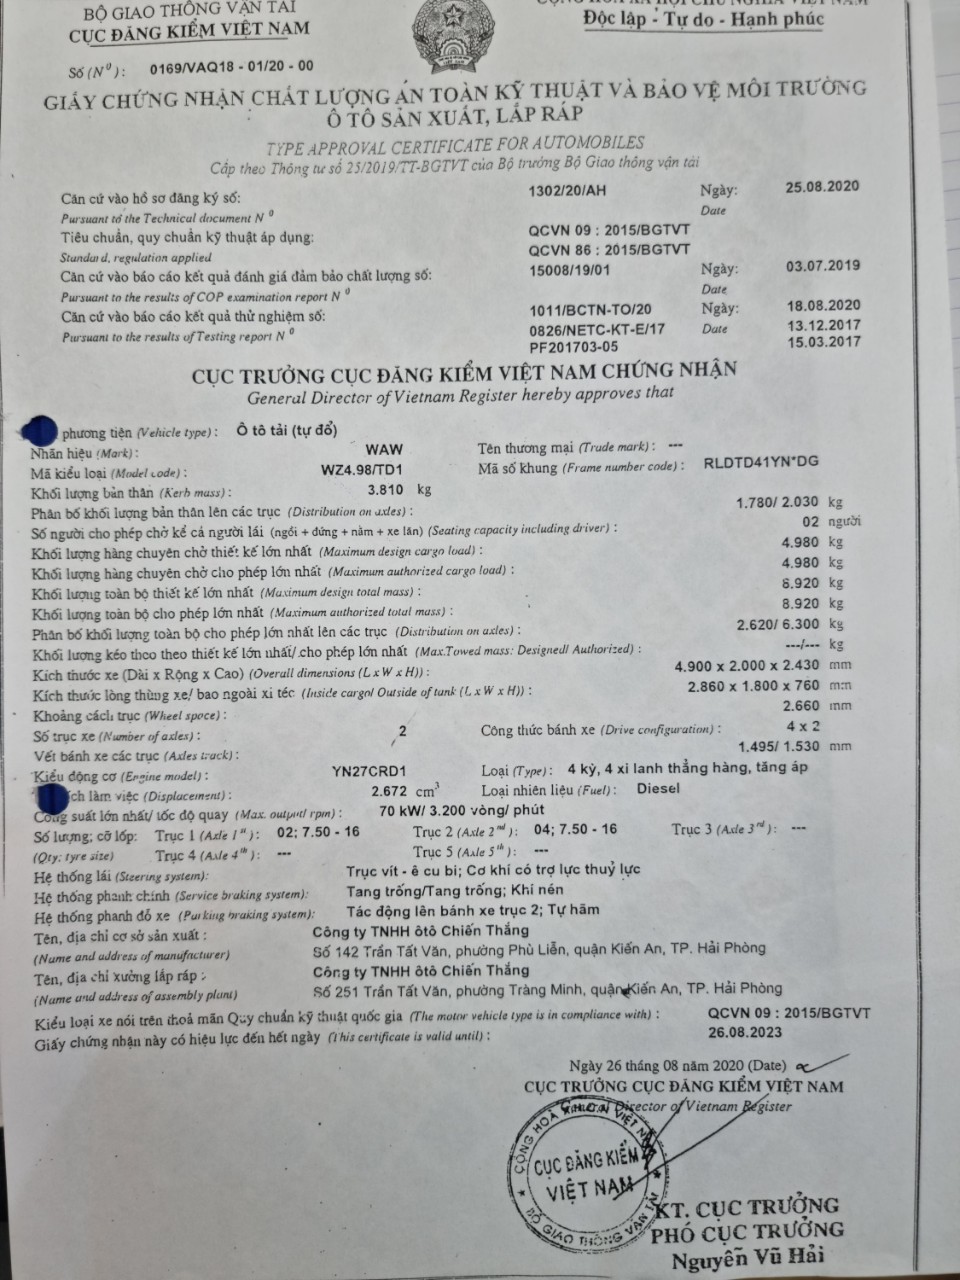 BỘ GIAO THÔNG VẬN TẢI
CỤC ĐĂNG KIỂM VIỆT NAM
CỘNG HÒA XÃ HỘI CHỦ NGHĨA VIỆT NAM
Độc lập - Tự do - Hạnh phúc
Số (N⁰): 0169/VAQ18 - 01/20 - 00
GIẤY CHỨNG NHẬN CHẤT LƯỢNG AN TOÀN KỸ THUẬT VÀ BẢO VỆ MÔI TRƯỜNG
Ô TÔ SẢN XUẤT, LẮP RÁP
TYPE APPROVAL CERTIFICATE FOR AUTOMOBILES
Cấp theo Thông tư số 25/2019/TT-BGTVT của Bộ trưởng Bộ Giao thông vận tải
Căn cứ vào hồ sơ đăng ký số: 1302/20/AH Ngày: 25.08.2020
Pursuant to the Technical document N⁰ Date
Tiêu chuẩn, quy chuẩn kỹ thuật áp dụng: QCVN 09 : 2015/BGTVT
Standard, regulation applied QCVN 86 : 2015/BGTVT
Căn cứ vào báo cáo kết quả đánh giá đảm bảo chất lượng số: 15008/19/01 Ngày: 03.07.2019
Pursuant to the results of COP examination report N⁰ Date
Căn cứ vào báo cáo kết quả thử nghiệm số: 1011/BCTN-TO/20 Ngày: 18.08.2020
Pursuant to the results of Testing report N⁰ 0826/NETC-KT-E/17 Date 13.12.2017
PF201703-05 15.03.2017
CỤC TRƯỞNG CỤC ĐĂNG KIỂM VIỆT NAM CHỨNG NHẬN
General Director of Vietnam Register hereby approves that
phương tiện (Vehicle type): Ô tô tải (tự đổ)
Nhãn hiệu (Mark): WAW Tên thương mại (Trade mark): ---
Mã kiểu loại (Model code): WZ4.98/TD1 Mã số khung (Frame number code): RLDTD41YN*DG
Khối lượng bản thân (Kerb mass): 3.810 kg
Phân bố khối lượng bản thân lên các trục (Distribution on axles): 1.780/ 2.030 kg
Số người cho phép chở kể cả người lái (ngồi + đứng + nằm + xe lăn) (Seating capacity including driver): 02 người
Khối lượng hàng chuyên chở thiết kế lớn nhất (Maximum design cargo load): 4.980 kg
Khối lượng hàng chuyên chở cho phép lớn nhất (Maximum authorized cargo load): 4.980 kg
Khối lượng toàn bộ thiết kế lớn nhất (Maximum design total mass): 8.920 kg
Khối lượng toàn bộ cho phép lớn nhất (Maximum authorized total mass): 8.920 kg
Phân bố khối lượng toàn bộ cho phép lớn nhất lên các trục (Distribution on axles): 2.620/ 6.300 kg
Khối lượng kéo theo theo thiết kế lớn nhất/ cho phép lớn nhất (Max.Towed mass: Designed/ Authorized): ---/--- kg
Kích thước xe (Dài x Rộng x Cao) (Overall dimensions (L x W x H)): 4.900 x 2.000 x 2.430 mm
Kích thước lòng thùng xe/ bao ngoài xi téc (Inside cargo/ Outside of tank (L x W x H)): 2.860 x 1.800 x 760 mm
Khoảng cách trục (Wheel space): 2.660 mm
Số trục xe (Number of axles): 2 Công thức bánh xe (Drive configuration): 4 x 2
Vết bánh xe các trục (Axles track): 1.495/ 1.530 mm
Kiểu động cơ (Engine model): YN27CRD1 Loại (Type): 4 kỳ, 4 xi lanh thẳng hàng, tăng áp
ích làm việc (Displacement): 2.672 cm³ Loại nhiên liệu (Fuel): Diesel
Công suất lớn nhất/ tốc độ quay (Max. output/ rpm): 70 kW/ 3.200 vòng/ phút
Số lượng; cỡ lốp: Trục 1 (Axle 1ˢᵗ): 02; 7.50 - 16 Trục 2 (Axle 2ⁿᵈ): 04; 7.50 - 16 Trục 3 (Axle 3ʳᵈ): ---
(Qty; tyre size) Trục 4 (Axle 4ᵗʰ): --- Trục 5 (Axle 5ᵗʰ): ---
Hệ thống lái (Steering system): Trục vít - ê cu bi; Cơ khí có trợ lực thuỷ lực
Hệ thống phanh chính (Service braking system): Tang trống/Tang trống; Khí nén
Hệ thống phanh đỗ xe (Parking braking system): Tác động lên bánh xe trục 2; Tự hãm
Tên, địa chỉ cơ sở sản xuất: Công ty TNHH ôtô Chiến Thắng
(Name and address of manufacturer) Số 142 Trần Tất Văn, phường Phù Liễn, quận Kiến An, TP. Hải Phòng
Tên, địa chỉ xưởng lắp ráp: Công ty TNHH ôtô Chiến Thắng
(Name and address of assembly plant) Số 251 Trần Tất Văn, phường Tràng Minh, quận Kiến An, TP. Hải Phòng
Kiểu loại xe nói trên thoả mãn Quy chuẩn kỹ thuật quốc gia (The motor vehicle type is in compliance with): QCVN 09 : 2015/BGTVT
Giấy chứng nhận này có hiệu lực đến hết ngày (This certificate is valid until): 26.08.2023
Ngày 26 tháng 08 năm 2020 (Date)
CỤC TRƯỞNG CỤC ĐĂNG KIỂM VIỆT NAM
Director of Vietnam Register
CỤC ĐĂNG KIỂM
VIỆT NAM
BỘ GIAO THÔNG VẬN TẢI
KT. CỤC TRƯỞNG
PHÓ CỤC TRƯỞNG
Nguyễn Vũ Hải